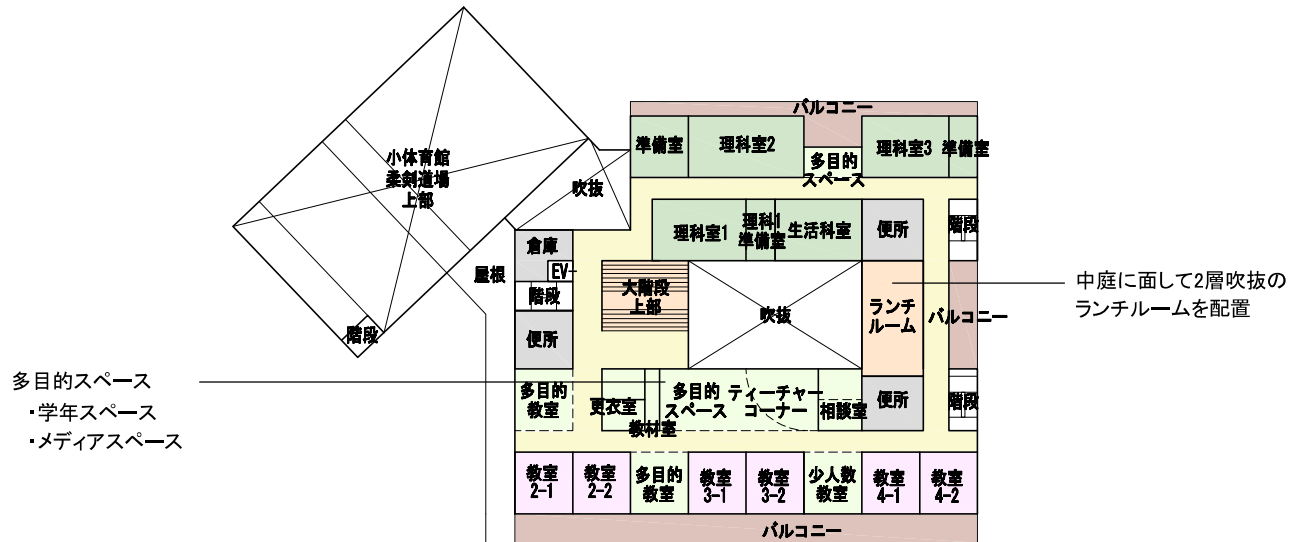 バルコニー
準備室
理科室2
多目的
スペース
理科室3
準備室
小体育館
柔剣道場
上部
吹抜
理科室1
理科1
準備室
生活科室
便所
階段
倉庫
EV
屋根
階段
便所
大階段
上部
吹抜
ランチ
ルーム
バルコニー
中庭に面して2層吹抜の
ランチルームを配置
階段
多目的スペース
・学年スペース
・メディアスペース
多目的
教室
更衣室
教材室
多目的
スペース
ティーチャー
コーナー
相談室
便所
階段
教室
2-1
教室
2-2
多目的
教室
教室
3-1
教室
3-2
少人数
教室
教室
4-1
教室
4-2
バルコニー